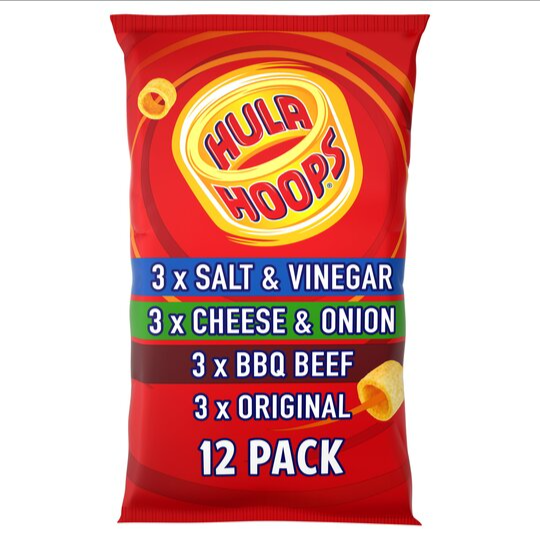 HULA
HOOPS®
3 x SALT & VINEGAR
3 x CHEESE & ONION
3 x BBQ BEEF
3 x ORIGINAL
12 PACK